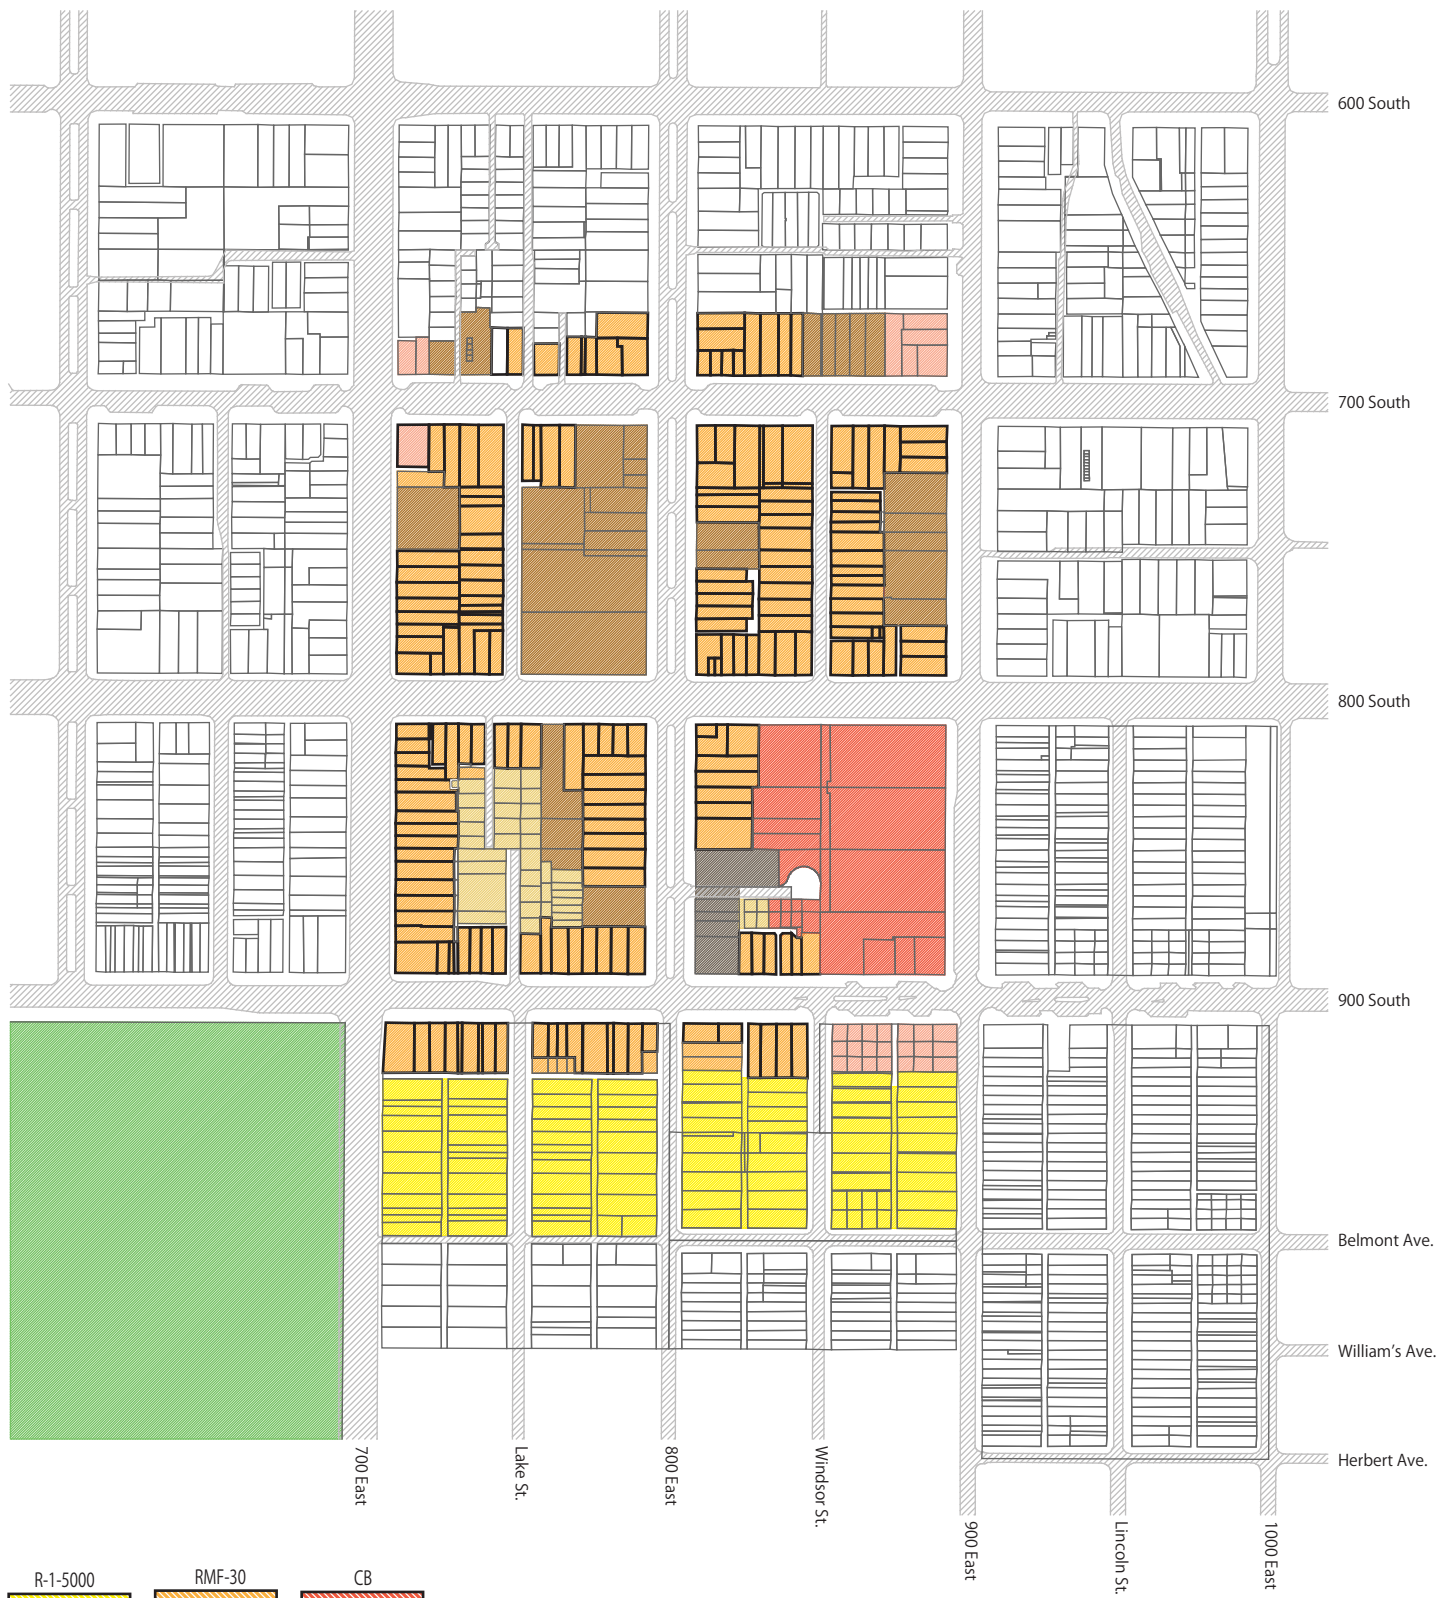 600 South
700 South
800 South
900 South
Belmont Ave.
William's Ave.
Herbert Ave.
700 East
Lake St.
800 East
Windsor St.
900 East
Lincoln St.
1000 East
R-1-5000
RMF-30
CB